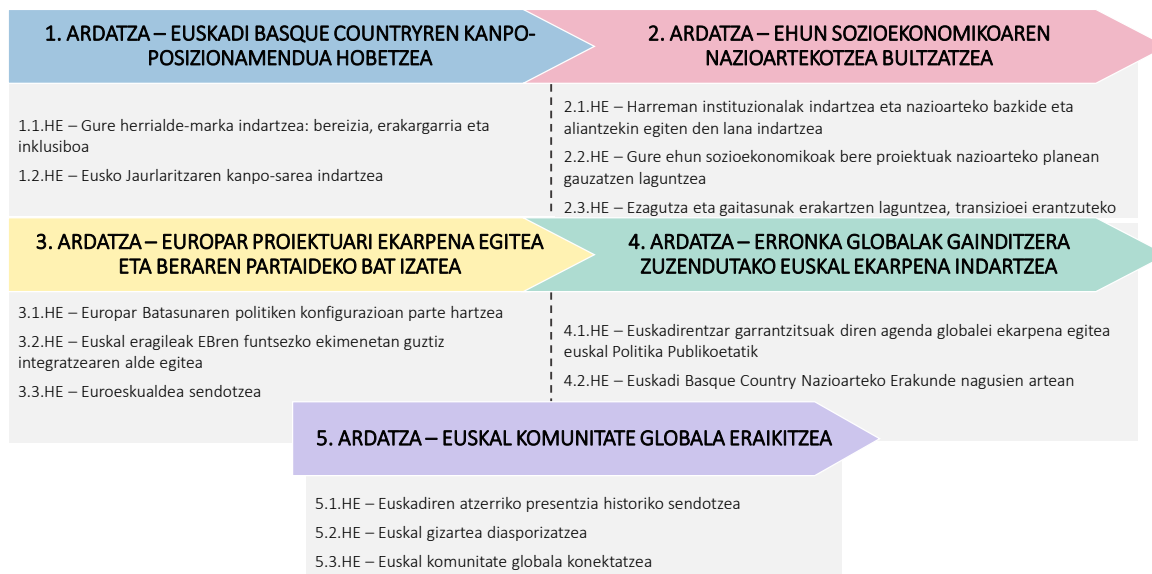 1. ARDATZA – EUSKADI BASQUE COUNTRYREN KANPO-
POSIZIONAMENDUA HOBETZEA
1.1.HE – Gure herrialde-marka indartzea: bereizia, erakargarria eta
inklusiboa
1.2.HE – Eusko Jaurlaritzaren kanpo-sarea indartzea
2. ARDATZA – EHUN SOZIOEKONOMIKOAREN
NAZIOARTEKOTZEA BULTZATZEA
2.1.HE – Harreman instituzionalak indartzea eta nazioarteko bazkide eta
aliantzekin egiten den lana indartzea
2.2.HE – Gure ehun sozioekonomikoak bere proiektuak nazioarteko planean
gauzatzen laguntzea
2.3.HE – Ezagutza eta gaitasunak erakartzen laguntzea, transizioei erantzuteko
3. ARDATZA – EUROPAR PROIEKTUARI EKARPENA EGITEA
ETA BERAREN PARTAIDEKO BAT IZATEA
3.1.HE – Europar Batasunaren politiken konfigurazioan parte hartzea
3.2.HE – Euskal eragileak EBren funtsezko ekimenetan guztiz
integratzearen alde egitea
3.3.HE – Euroeskualdea sendotzea
4. ARDATZA – ERRONKA GLOBALAK GAINDITZERA
ZUZENDUTAKO EUSKAL EKARPENA INDARTZEA
4.1.HE – Euskadirentzar garrantzitsuak diren agenda globalei ekarpena egitea
euskal Politika Publikoetatik
4.2.HE – Euskadi Basque Country Nazioarteko Erakunde nagusien artean
5. ARDATZA – EUSKAL KOMUNITATE GLOBALA ERAIKITZEA
5.1.HE – Euskadiren atzerriko presentzia historiko sendotzea
5.2.HE – Euskal gizartea diasporizatzea
5.3.HE – Euskal komunitate globala konektatzea